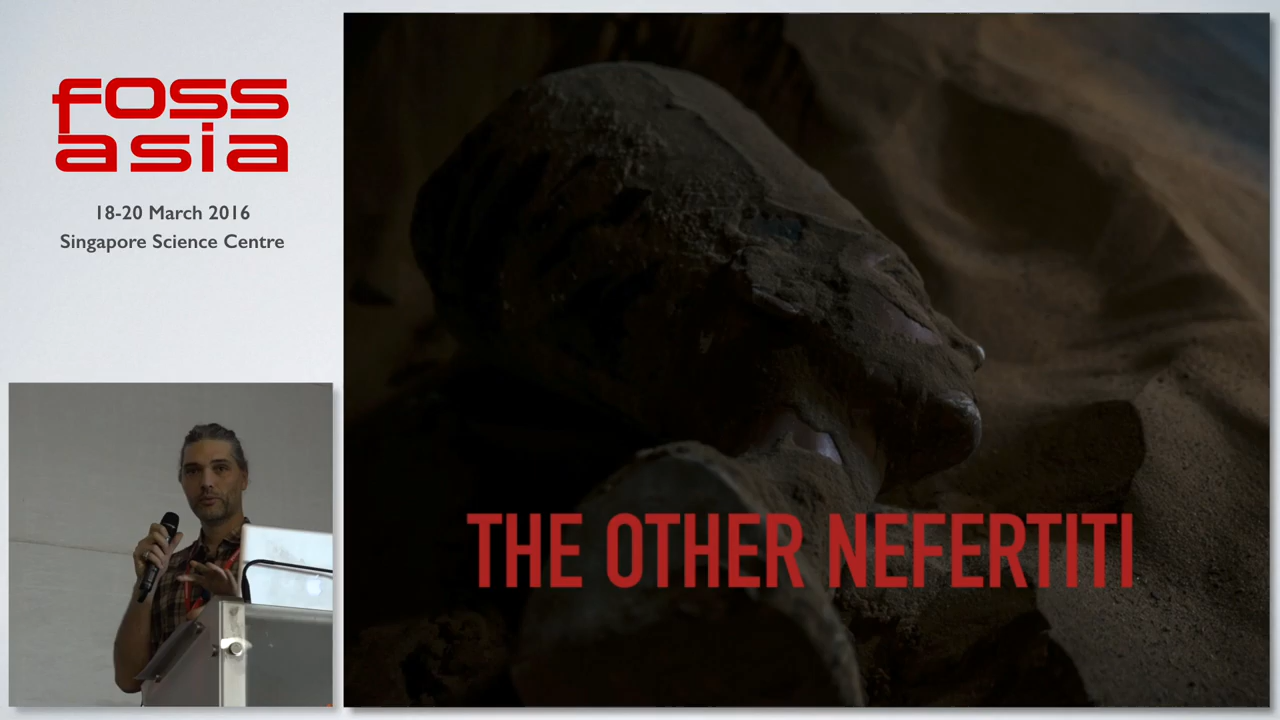 foss
asia
18-20 March 2016
Singapore Science Centre
THE OTHER NEFERTITI